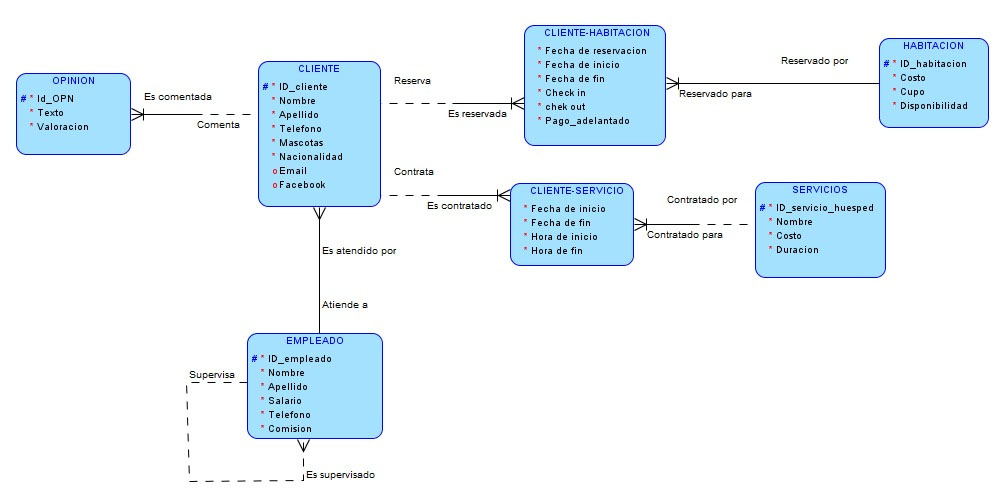 OPINION
# * Id_OPN
* Texto
* Valoracion
Es comentada
Comenta
CLIENTE
# * ID_cliente
* Nombre
* Apellido
* Telefono
* Mascotas
* Nacionalidad
o Email
o Facebook
Reserva
Es reservada
CLIENTE-HABITACION
* Fecha de reservacion
* Fecha de inicio
* Fecha de fin
* Check in
* chek out
* Pago_adelantado
Reservado por
Reservado para
HABITACION
# * ID_habitacion
* Costo
* Cupo
* Disponibilidad
Contrata
Es contratado
CLIENTE-SERVICIO
* Fecha de inicio
* Fecha de fin
* Hora de inicio
* Hora de fin
Contratado por
Contratado para
SERVICIOS
# * ID_servicio_huesped
* Nombre
* Costo
* Duracion
Es atendido por
Atiende a
EMPLEADO
# * ID_empleado
* Nombre
* Apellido
* Salario
* Telefono
* Comision
Supervisa
Es supervisado